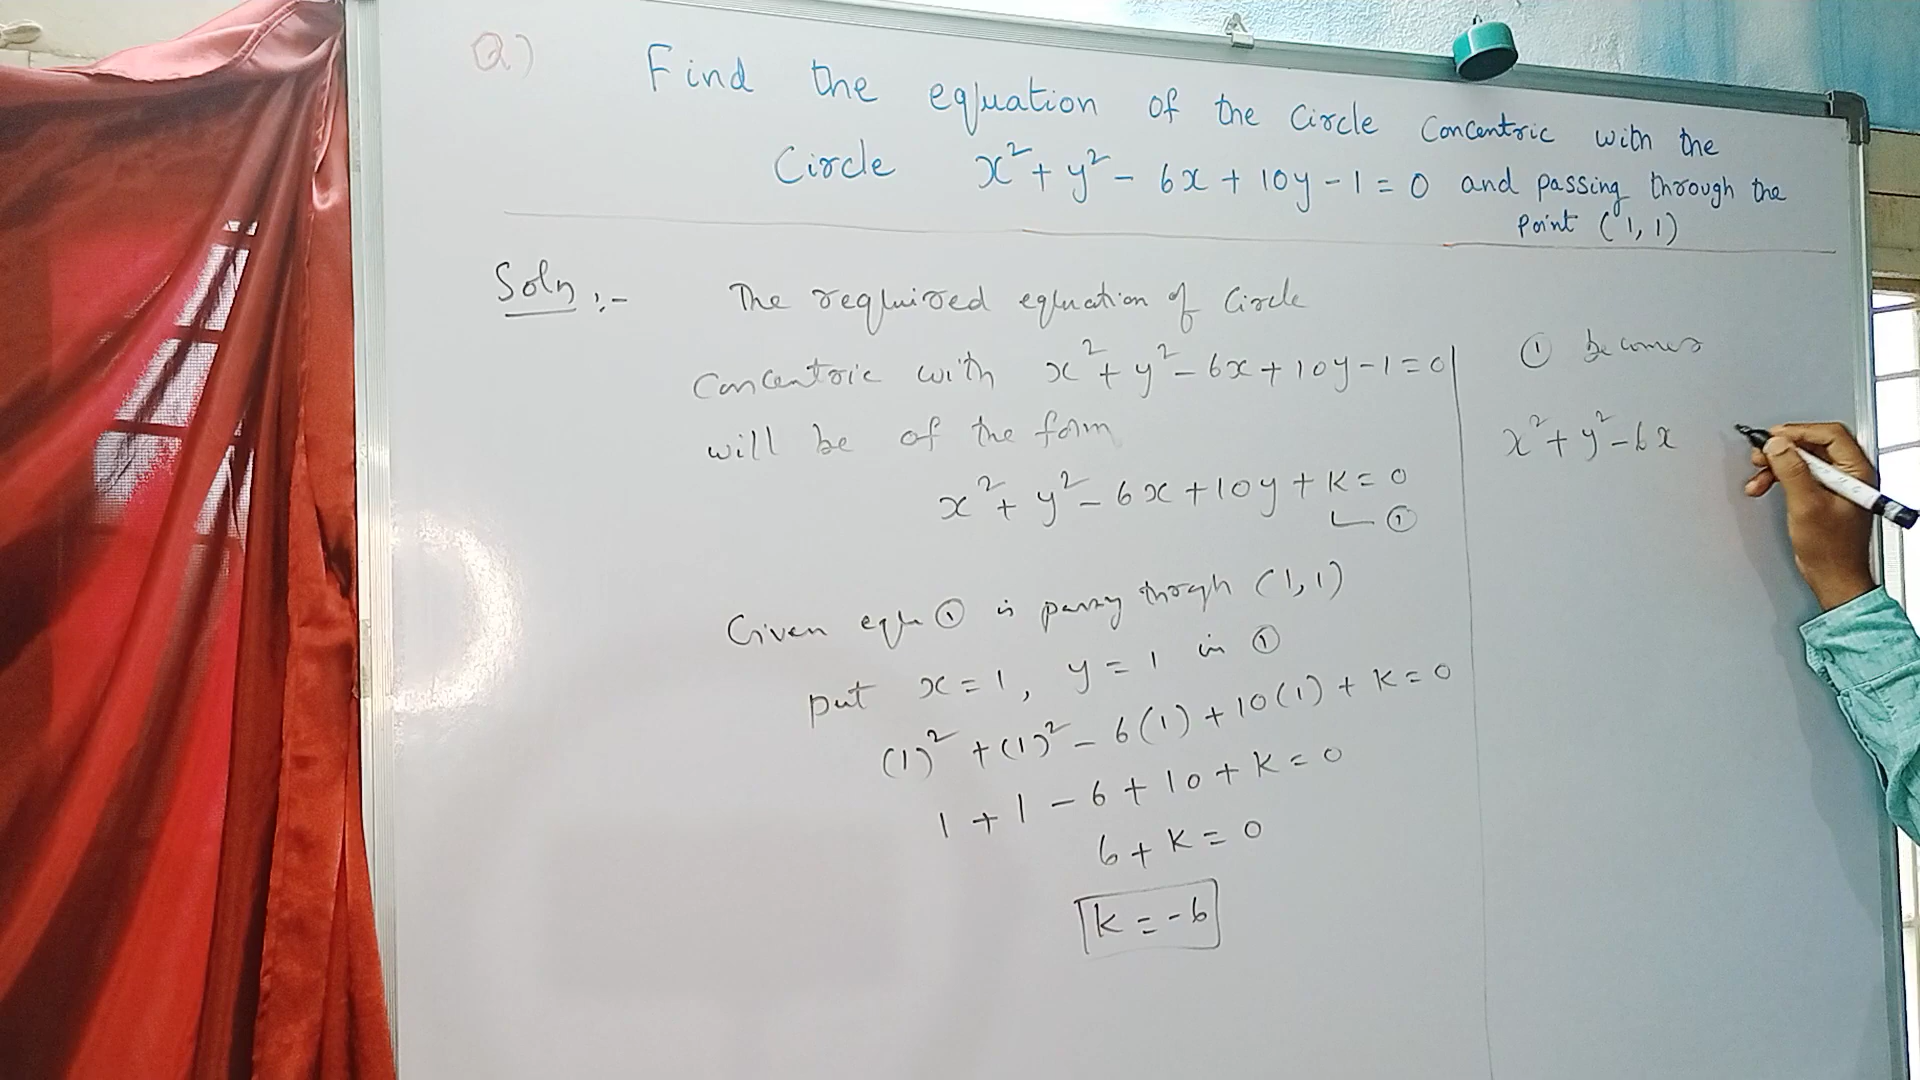 Q)
Find the equation of the Circle Concentric with the
Circle x² + y² - 6x + 10y - 1 = 0 and passing through the
Point (1, 1)
Soln :-
The required equation of Circle
Concentric with x² + y² - 6x + 10y - 1 = 0
will be of the form
x² + y² - 6x + 10y + K = 0
①
Given equ ① is passing through (1, 1)
put x = 1, y = 1 in ①
(1)² + (1)² - 6(1) + 10(1) + K = 0
1 + 1 - 6 + 10 + K = 0
6 + K = 0
K = -6
① becomes
x² + y² - 6x